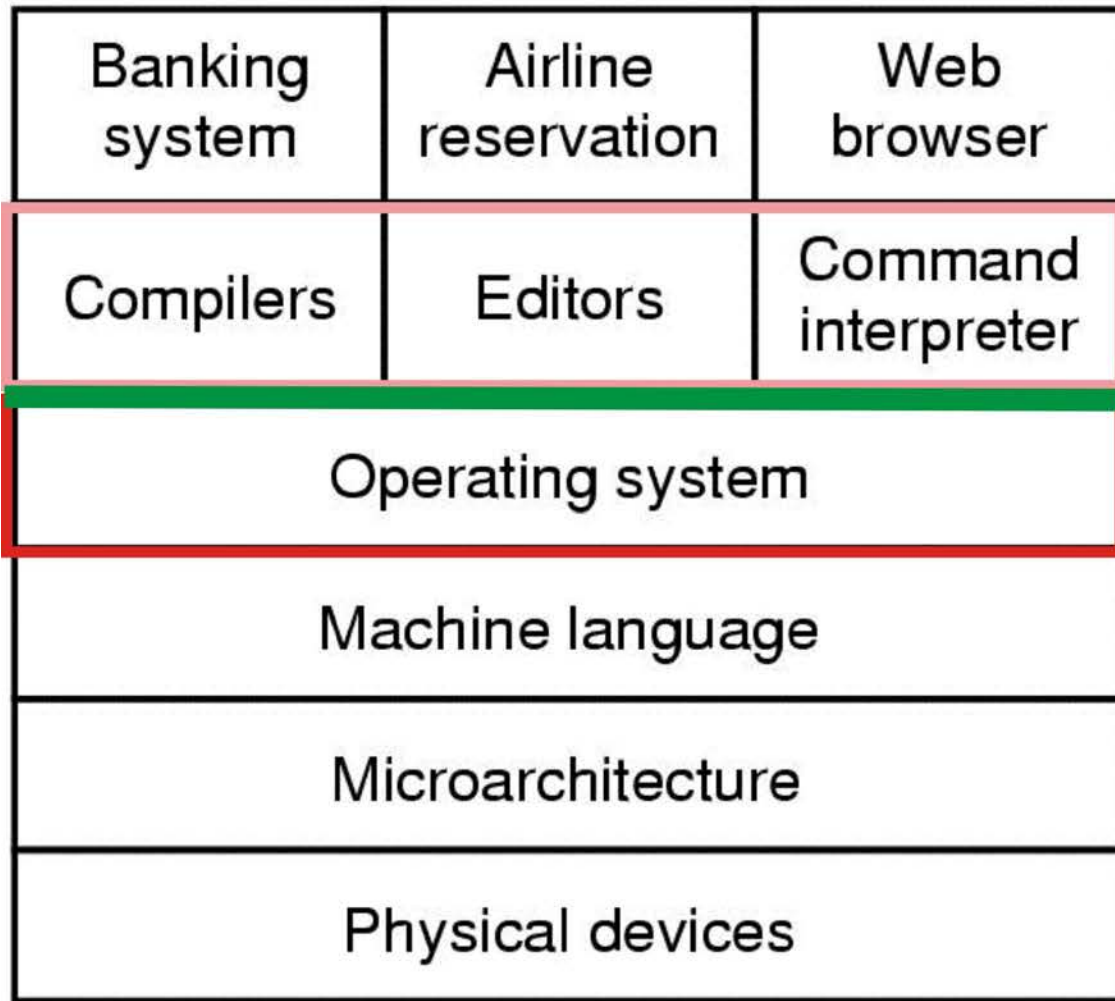 Banking
system
Airline
reservation
Web
browser
Compilers
Editors
Command
interpreter
Operating system
Machine language
Microarchitecture
Physical devices